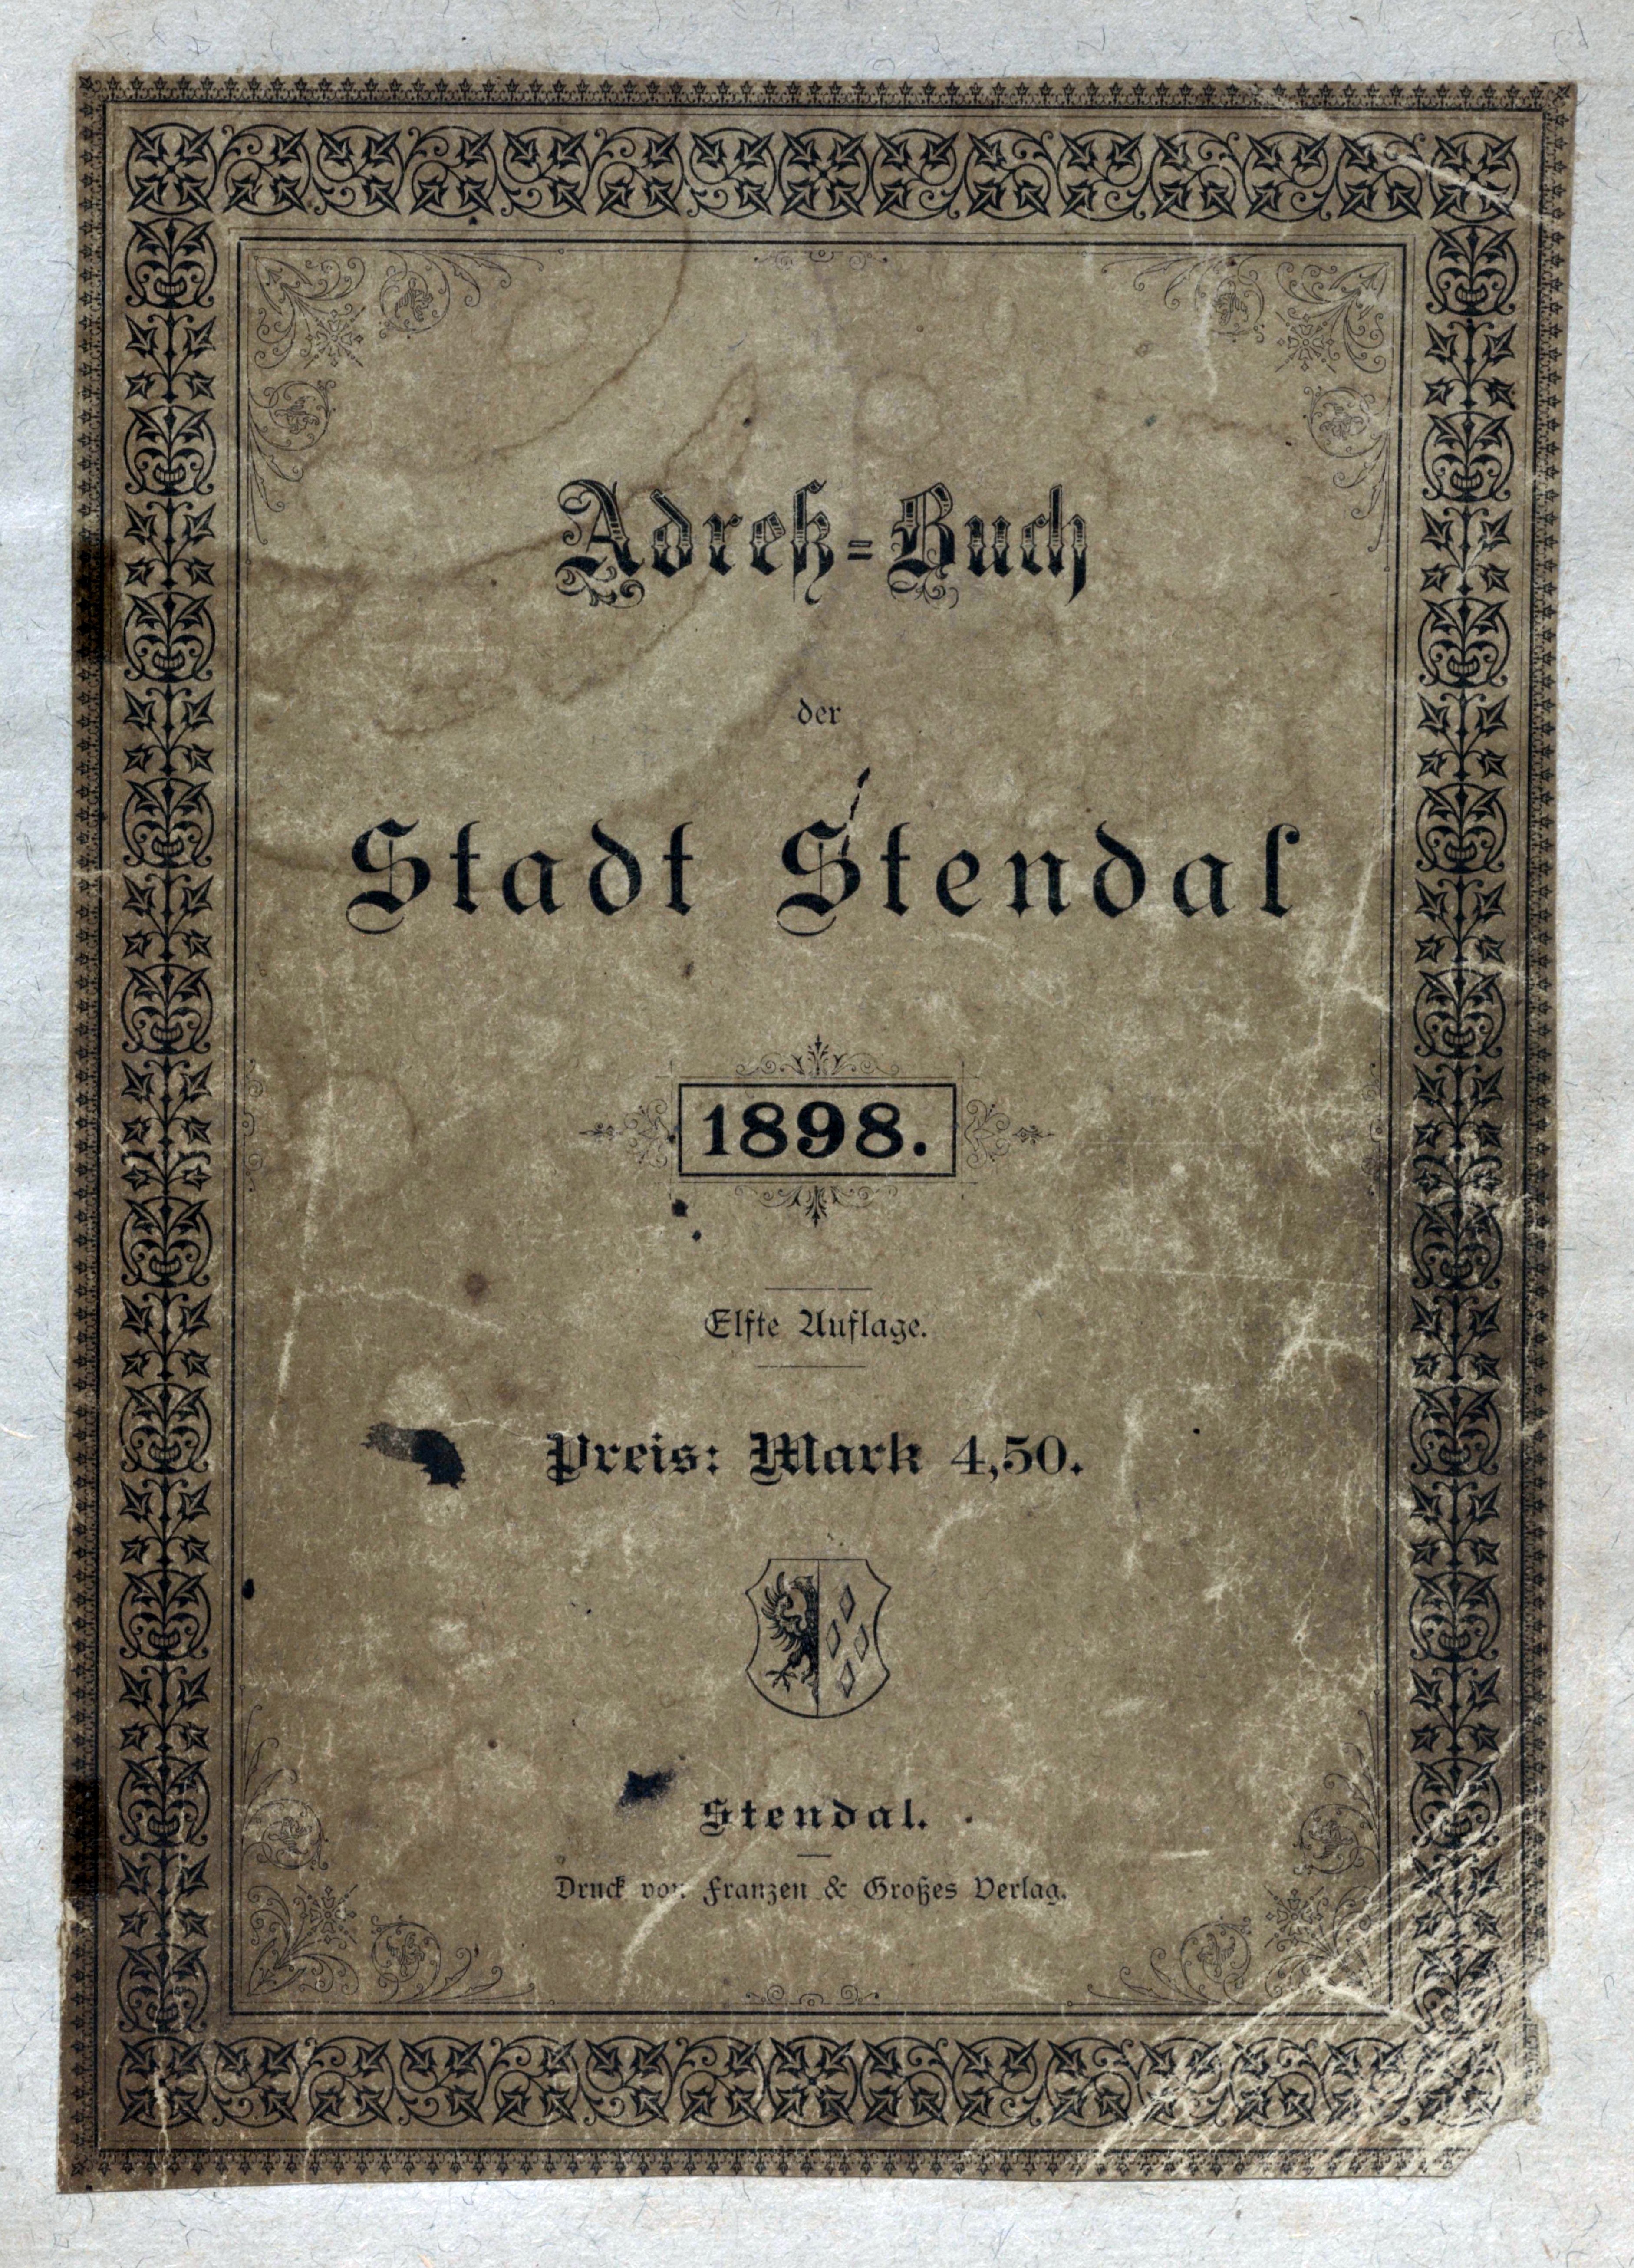 Adreß-Buch
der
Stadt Stendal
1898.
Elfte Auflage.
Preis: Mark 4,50.
Stendal.
Druck von Franzen & Großes Verlag.